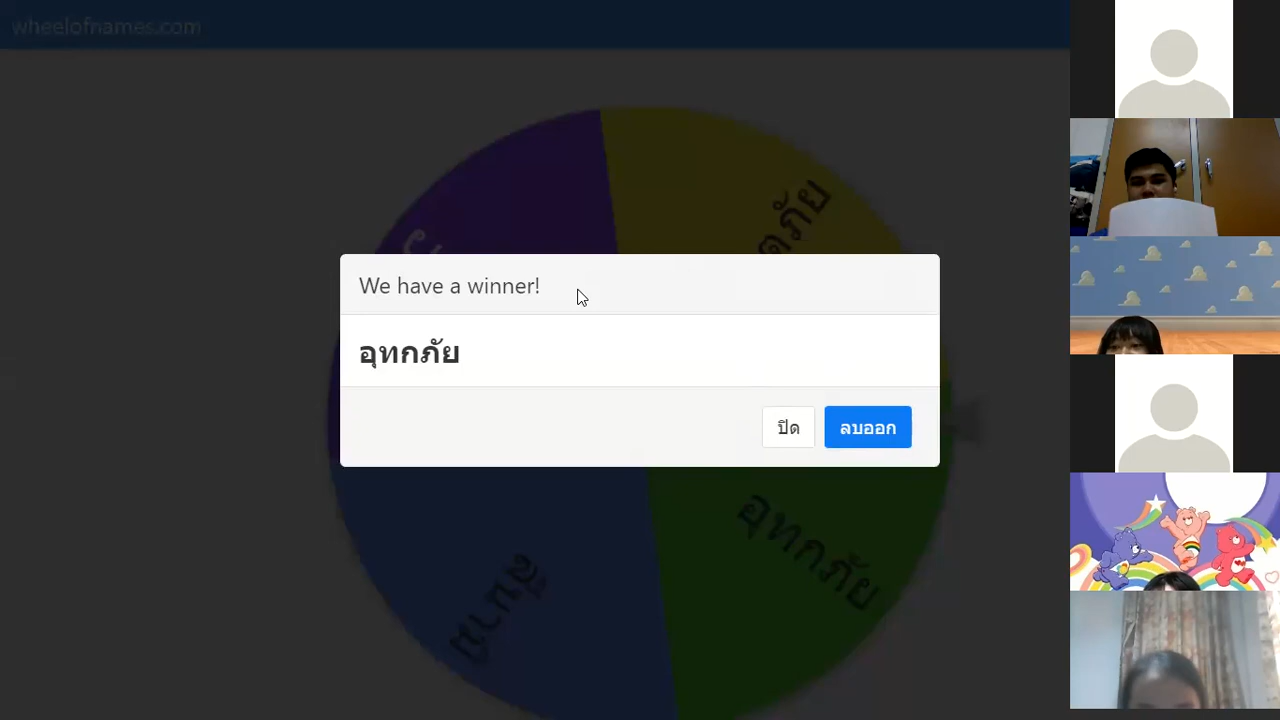 wheelofnames.com
We have a winner!
อุทกภัย
ปิด
ลบออก
อุทกภัย